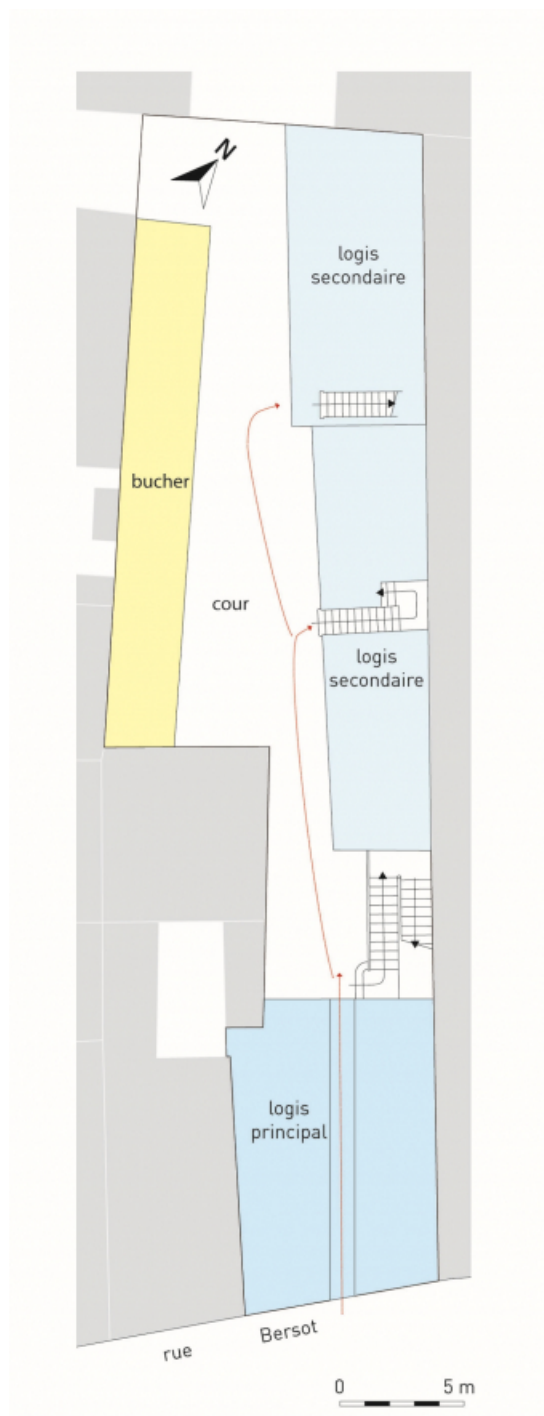 N
logis
secondaire
bucher
cour
logis
secondaire
logis
principal
rue Bersot
0 5 m